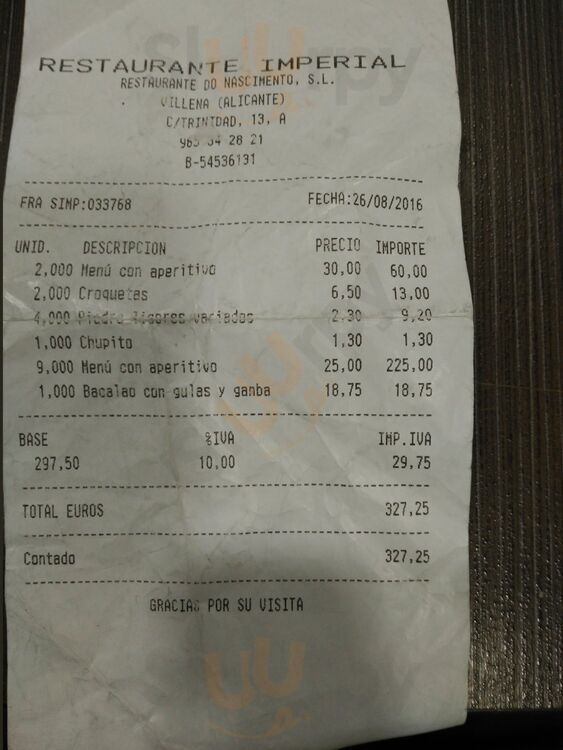 RESTAURANTE IMPERIAL
RESTAURANTE DO NASCIMENTO, S.L.
VILLENA (ALICANTE)
C/TRINIDAD, 13, A
965 34 28 21
B-54536131
FRA SIMP:033768 FECHA:26/08/2016
UNID. DESCRIPCION PRECIO IMPORTE
2,000 Menú con aperitivo 30,00 60,00
2,000 Croquetas 6,50 13,00
4,000 Piedra licores variados 2,30 9,20
1,000 Chupito 1,30 1,30
9,000 Menú con aperitivo 25,00 225,00
1,000 Bacalao con gulas y gamba 18,75 18,75
BASE %IVA IMP.IVA
297,50 10,00 29,75
TOTAL EUROS 327,25
Contado 327,25
GRACIAS POR SU VISITA